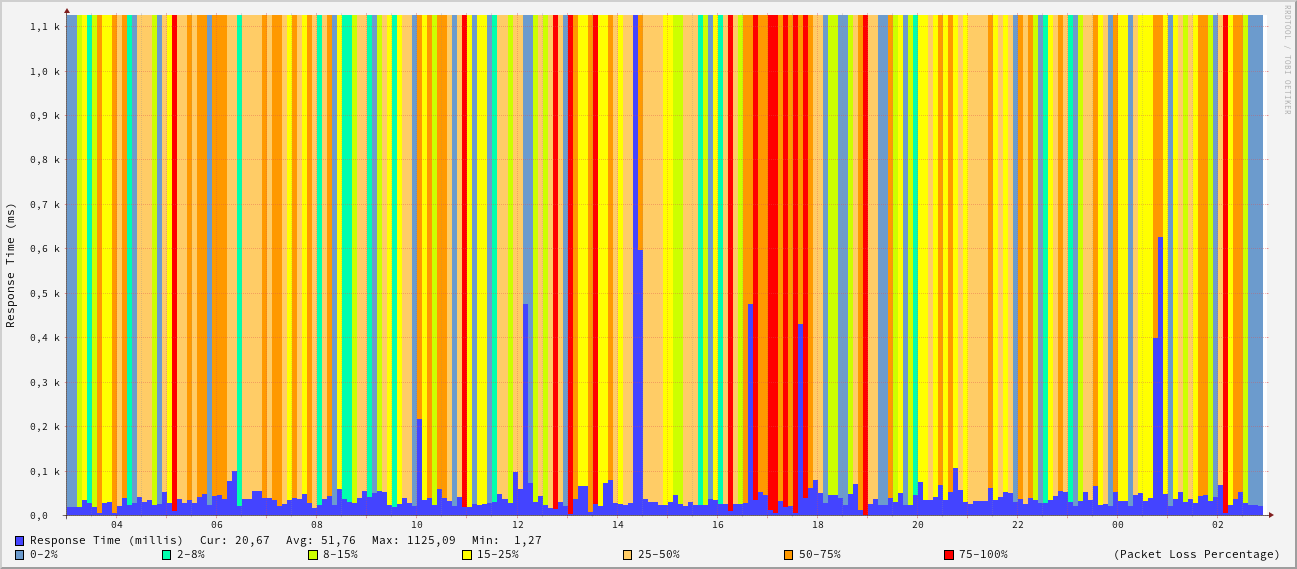 RRDTOOL / TOBI OETIKER
Response Time (ms)
1,1 k
1,0 k
0,9 k
0,8 k
0,7 k
0,6 k
0,5 k
0,4 k
0,3 k
0,2 k
0,1 k
0,0
04 06 08 10 12 14 16 18 20 22 00 02
Response Time (millis) Cur: 20,67 Avg: 51,76 Max: 1125,09 Min: 1,27
0-2% 2-8% 8-15% 15-25% 25-50% 50-75% 75-100% (Packet Loss Percentage)